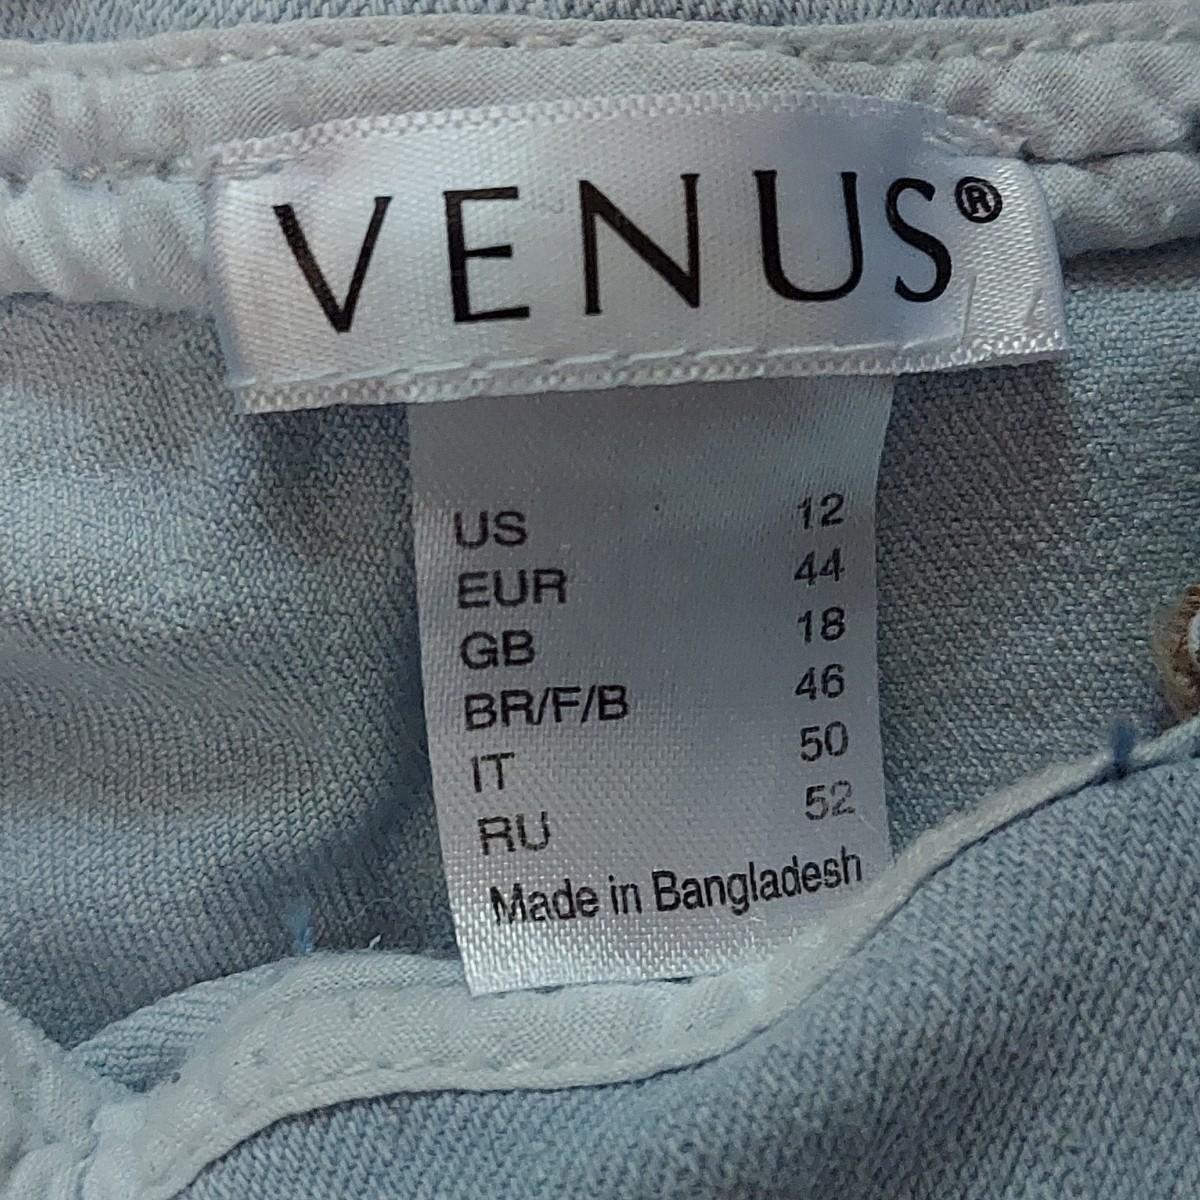 VENUS®
US 12
EUR 44
GB 18
BR/F/B 46
IT 50
RU 52
Made in Bangladesh